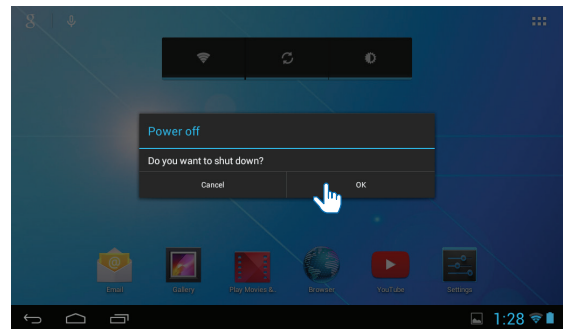 8
Power off
Do you want to shut down?
Cancel OK
Email Gallery Play Movies & Browser YouTube Settings
1:28